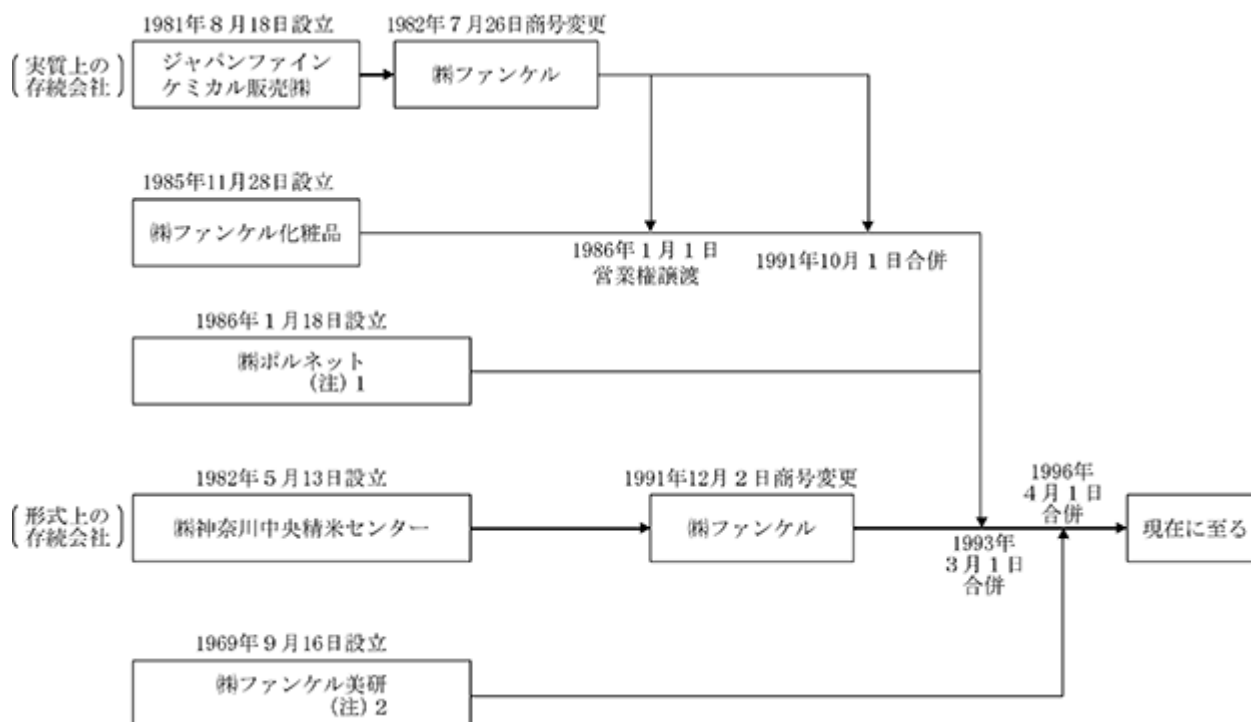 1981年8月18日設立
1982年7月26日商号変更
実質上の
存続会社
ジャパンファイン
ケミカル販売㈱
㈱ファンケル
1985年11月28日設立
㈱ファンケル化粧品
1986年1月1日
営業権譲渡
1991年10月1日合併
1986年1月18日設立
㈱ポルネット
(注)1
1982年5月13日設立
1991年12月2日商号変更
1996年
4月1日
合併
形式上の
存続会社
㈱神奈川中央精米センター
㈱ファンケル
現在に至る
1993年
3月1日
合併
1969年9月16日設立
㈱ファンケル美研
(注)2